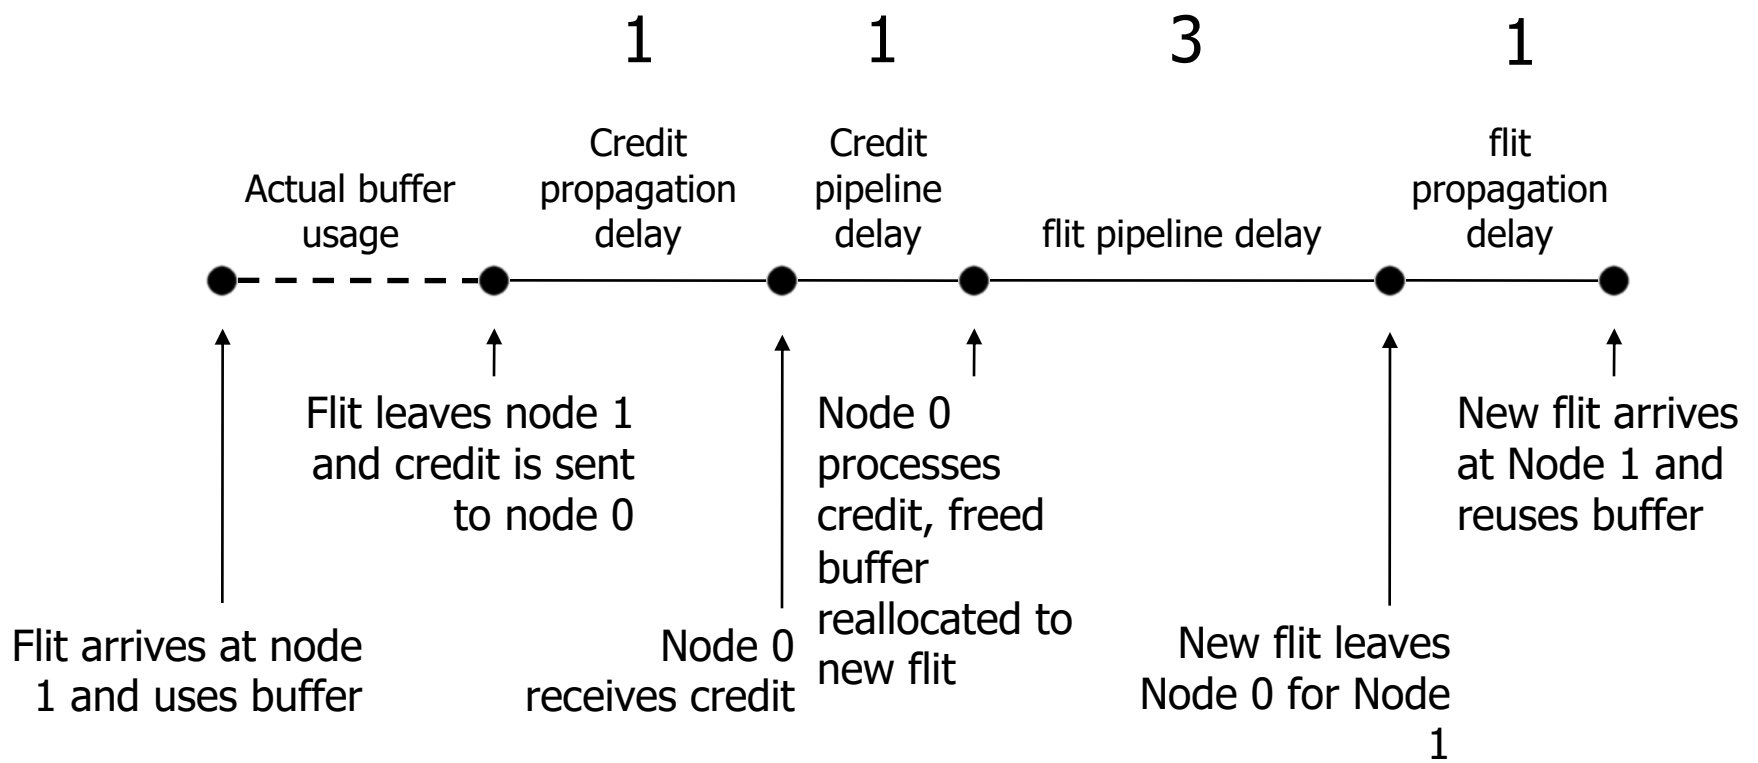 1
1
3
1
Actual buffer
usage
Credit
propagation
delay
Credit
pipeline
delay
flit pipeline delay
flit
propagation
delay
Flit arrives at node
1 and uses buffer
Flit leaves node 1
and credit is sent
to node 0
Node 0
receives credit
Node 0
processes
credit, freed
buffer
reallocated to
new flit
New flit leaves
Node 0 for Node
1
New flit arrives
at Node 1 and
reuses buffer